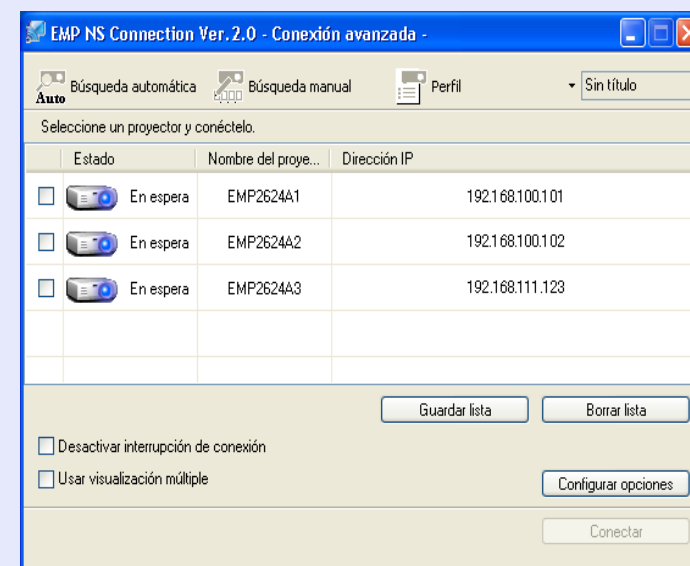 EMP NS Connection Ver.2.0 - Conexión avanzada -
Auto Búsqueda automática Búsqueda manual Perfil Sin título
Seleccione un proyector y conéctelo.
Estado Nombre del proye... Dirección IP
En espera EMP2624A1 192.168.100.101
En espera EMP2624A2 192.168.100.102
En espera EMP2624A3 192.168.111.123
Guardar lista Borrar lista
Desactivar interrupción de conexión
Usar visualización múltiple
Configurar opciones
Conectar